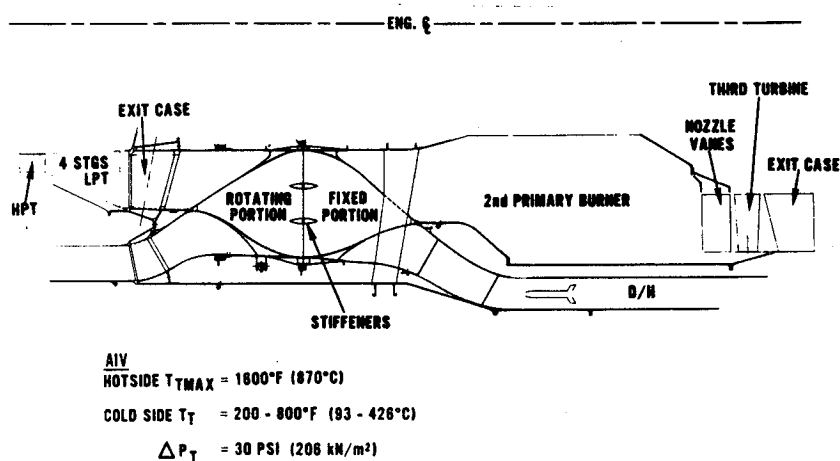 ENG. ℄
EXIT CASE
THIRD TURBINE
NOZZLE
VANES
EXIT CASE
4 STGS
LPT
HPT
ROTATING
PORTION
FIXED
PORTION
2nd PRIMARY BURNER
STIFFENERS
D/H
AIV
HOTSIDE TTMAX = 1600°F (870°C)
COLD SIDE TT = 200 - 800°F (93 - 426°C)
△ PT = 30 PSI (206 kN/m²)